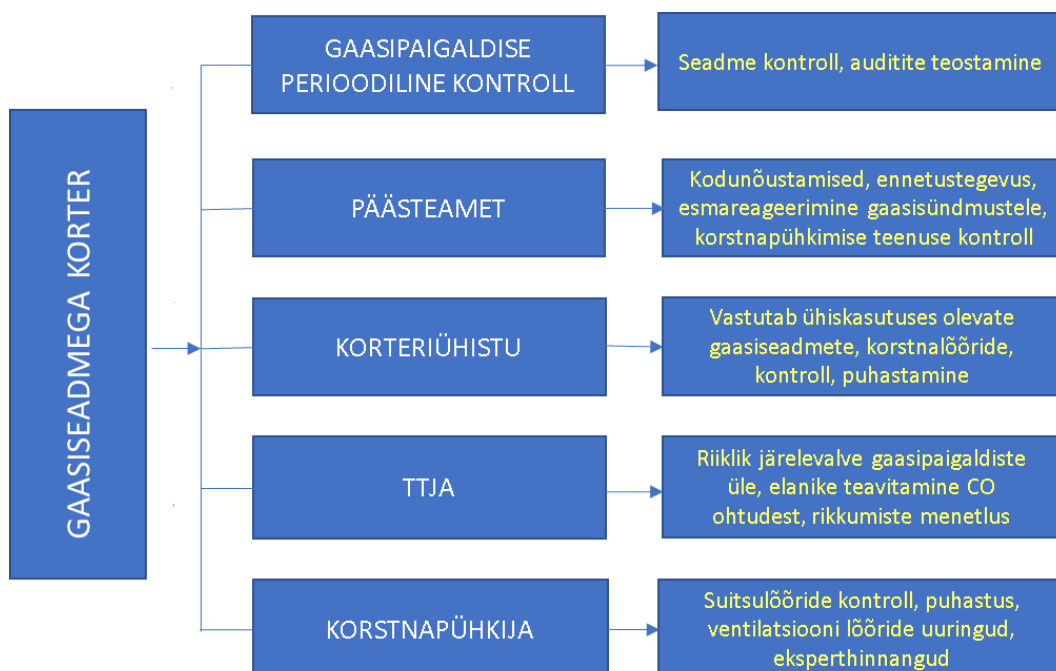 GAASISEADMEGA KORTER
GAASIPAIGALDISE
PERIOODILINE KONTROLL
Seadme kontroll, auditite teostamine
PÄÄSTEAMET
Kodunõustamised, ennetustegevus,
esmareageerimine gaasisündmustele,
korstnapühkimise teenuse kontroll
KORTERIÜHISTU
Vastutab ühiskasutuses olevate
gaasiseadmete, korstnalõõride,
kontroll, puhastamine
TTJA
Riiklik järelevalve gaasipaigaldiste
üle, elanike teavitamine CO
ohtudest, rikkumiste menetlus
KORSTNAPÜHKIJA
Suitsulõõride kontroll, puhastus,
ventilatsiooni lõõride uuringud,
eksperthinnangud